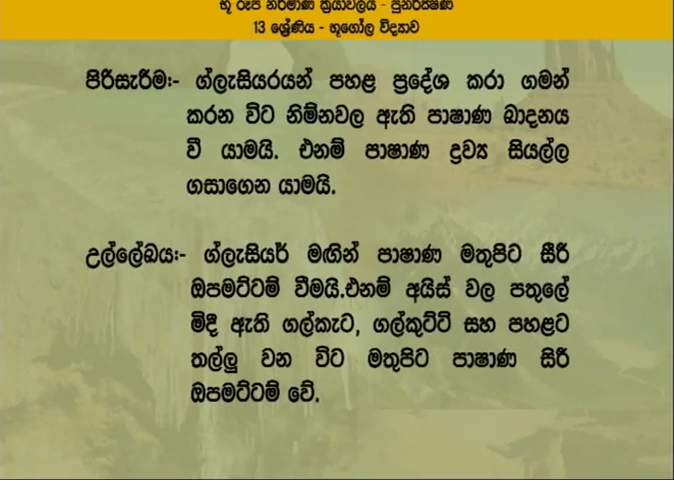 භූ රූප නිර්මාණ ක්‍රියාවලිය - පුනරීක්ෂණ
13 ශ්‍රේණිය - භූගෝල විද්‍යාව
පිරිසැරීම:- ග්ලැසියරයන් පහළ ප්‍රදේශ කරා ගමන්
කරන විට නිම්නවල ඇති පාෂාණ ඛාදනය
වී යාමයි. එනම් පාෂාණ ද්‍රව්‍ය සියල්ල
ගසාගෙන යාමයි.
උල්ලේඛය:- ග්ලැසියර් මඟින් පාෂාණ මතුපිට සීරී
ඔපමට්ටම් වීමයි.එනම් අයිස් වල පතුලේ
මිදී ඇති ගල්කැට, ගල්කුට්ටි සහ පහළට
තල්ලු වන විට මතුපිට පාෂාණ සිරී
ඔපමට්ටම් වේ.